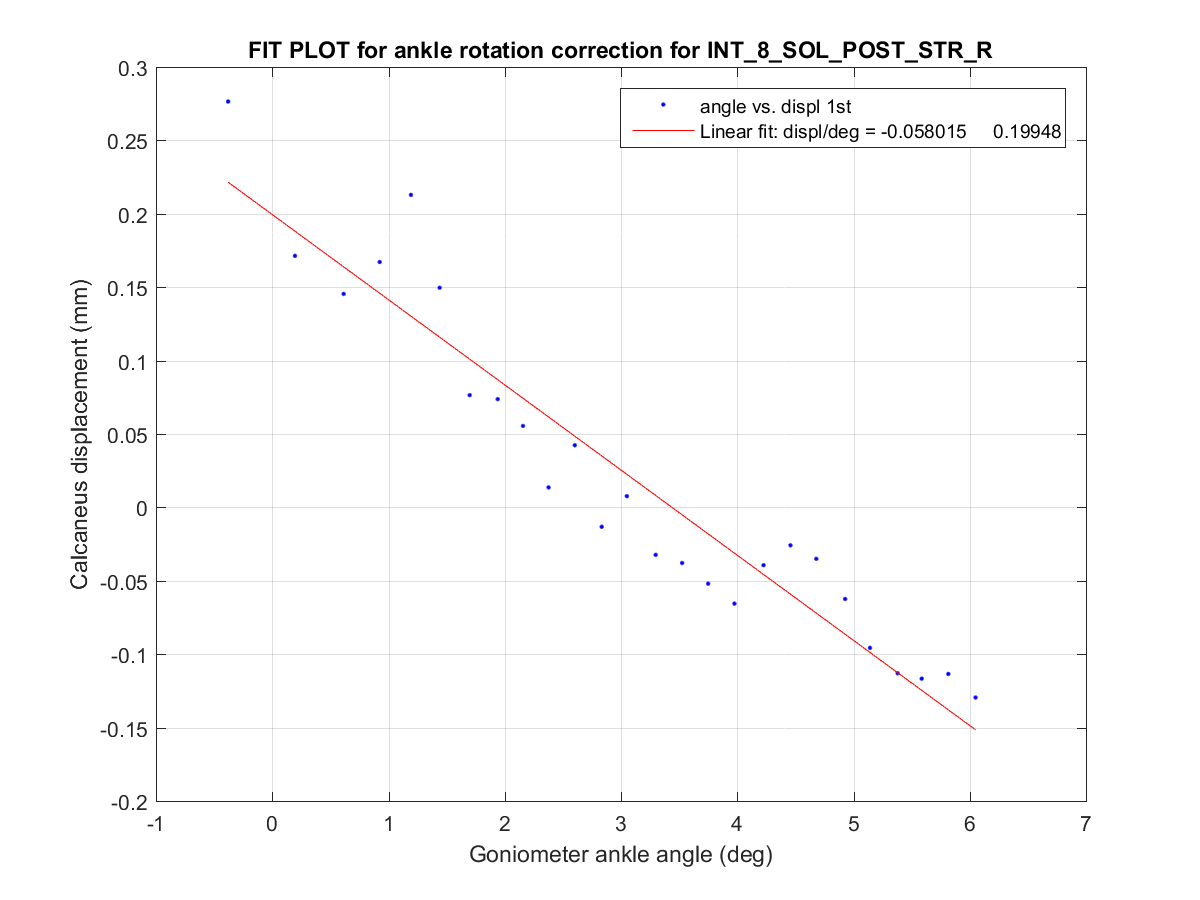 FIT PLOT for ankle rotation correction for INT_8_SOL_POST_STR_R
0.3
0.25
0.2
0.15
0.1
0.05
0
-0.05
-0.1
-0.15
-0.2
Calcaneus displacement (mm)
angle vs. displ 1st
Linear fit: displ/deg = -0.058015 0.19948
-1 0 1 2 3 4 5 6 7
Goniometer ankle angle (deg)